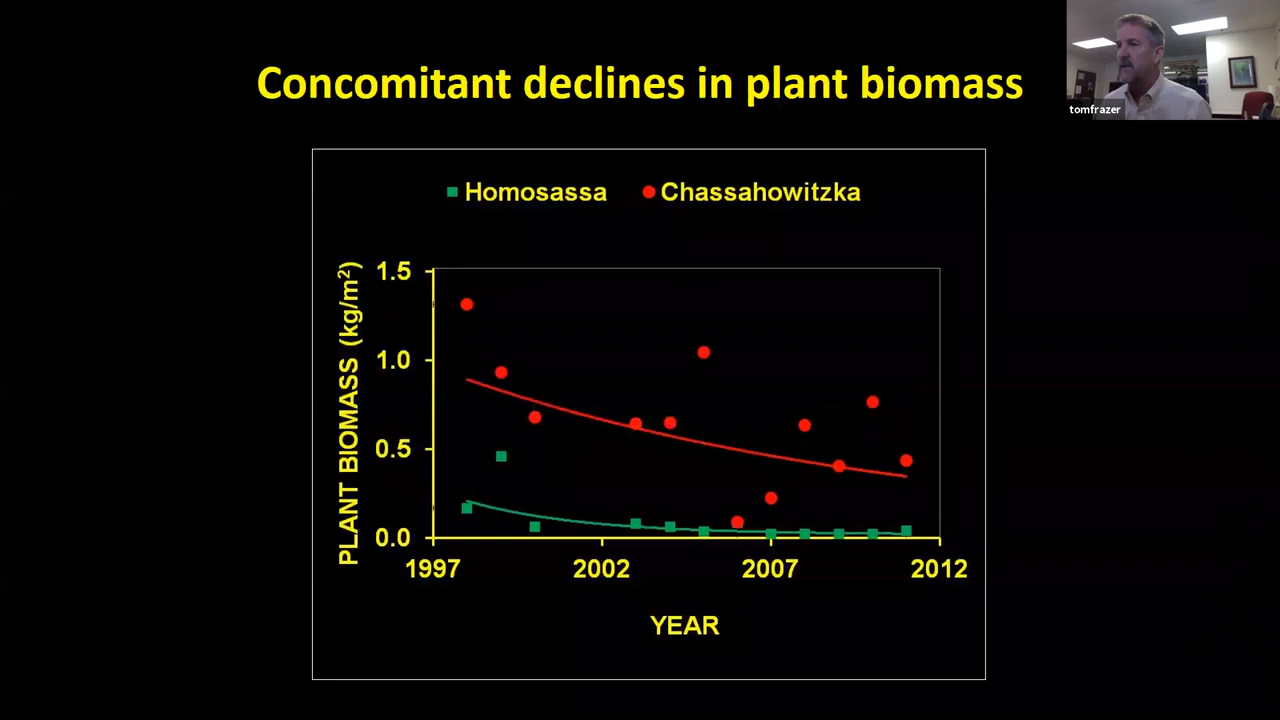 Concomitant declines in plant biomass
tomfrazer
Homosassa Chassahowitzka
PLANT BIOMASS (kg/m²)
1.5
1.0
0.5
0.0
1997 2002 2007 2012
YEAR